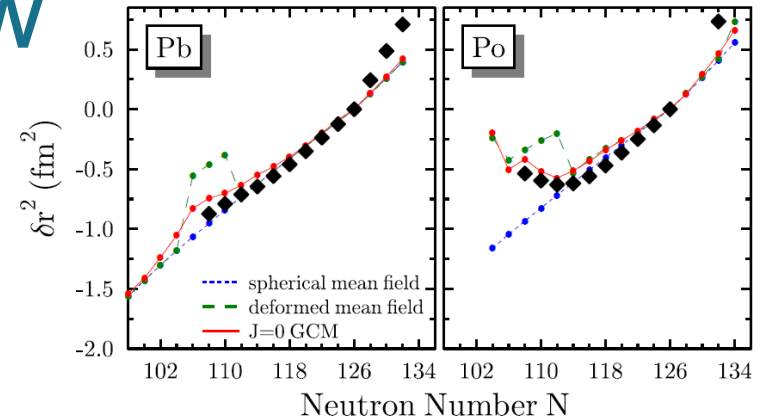 W
Pb
Po
δr² (fm²)
0.5
0.0
-0.5
-1.0
-1.5
-2.0
spherical mean field
deformed mean field
J=0 GCM
102 110 118 126 134 102 110 118 126 134
Neutron Number N